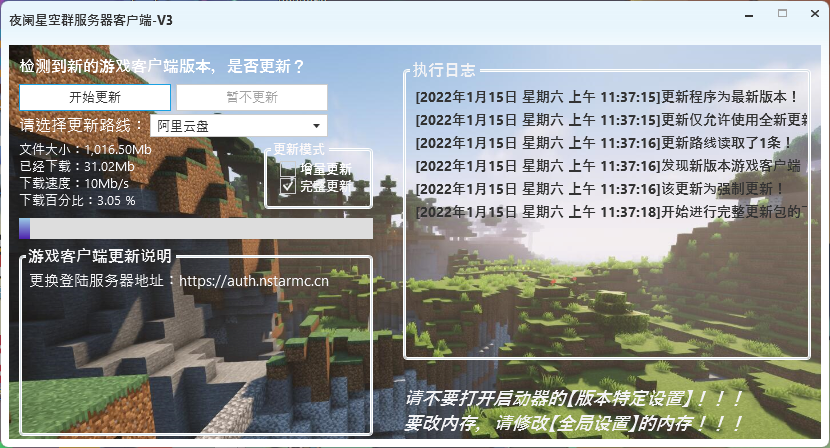 夜阑星空群服务器客户端-V3
检测到新的游戏客户端版本，是否更新？
开始更新
暂不更新
请选择更新路线：
阿里云盘
文件大小：1,016.50Mb
已经下载：31.02Mb
下载速度：10Mb/s
下载百分比：3.05 %
更新模式
增量更新
完整更新
游戏客户端更新说明
更换登陆服务器地址：https://auth.nstarmc.cn
执行日志
[2022年1月15日 星期六 上午 11:37:15]更新程序为最新版本！
[2022年1月15日 星期六 上午 11:37:15]更新仅允许使用全新更新
[2022年1月15日 星期六 上午 11:37:16]更新路线读取了1条！
[2022年1月15日 星期六 上午 11:37:16]发现新版本游戏客户端
[2022年1月15日 星期六 上午 11:37:16]该更新为强制更新！
[2022年1月15日 星期六 上午 11:37:18]开始进行完整更新包的
请不要打开启动器的【版本特定设置】！！！
要改内存，请修改【全局设置】的内存！！！